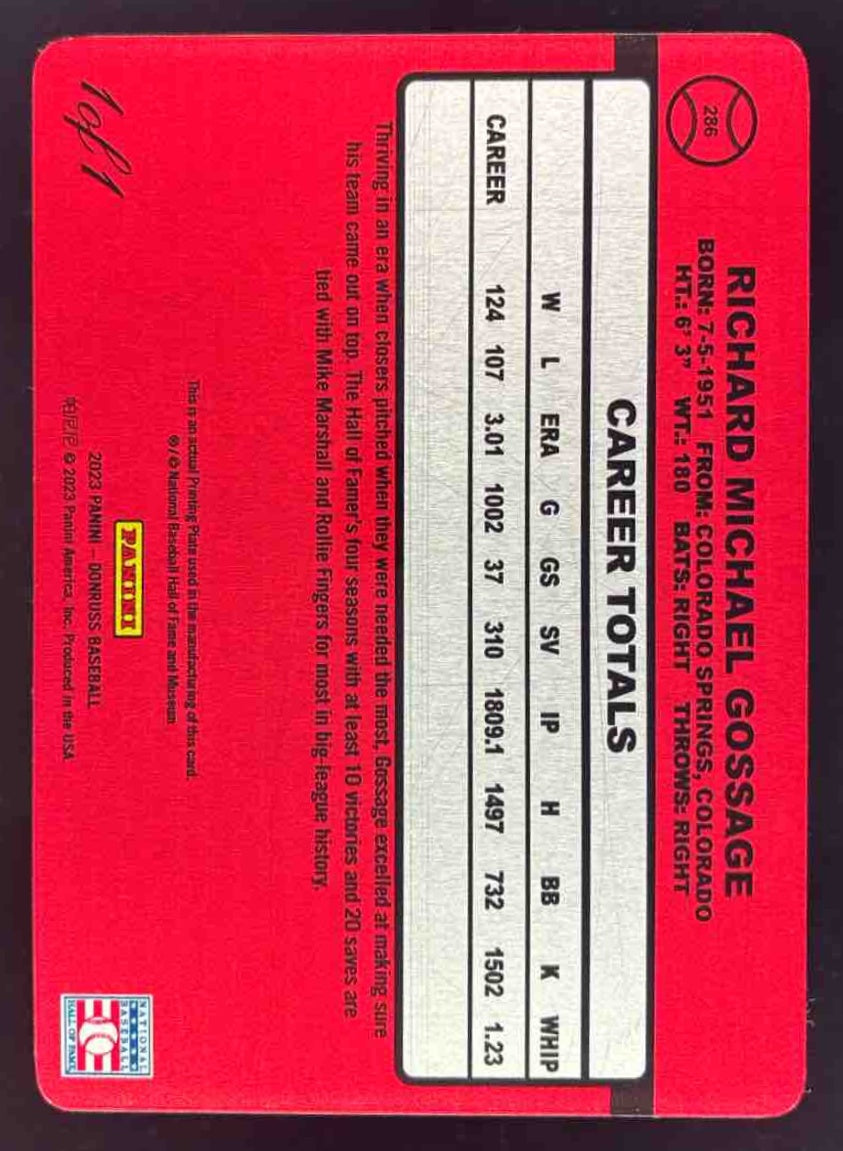 286
RICHARD MICHAEL GOSSAGE
BORN: 7-5-1951 FROM: COLORADO SPRINGS, COLORADO
HT.: 6' 3" WT.: 180 BATS: RIGHT THROWS: RIGHT
CAREER TOTALS
W L ERA G GS SV IP H BB K WHIP
CAREER 124 107 3.01 1002 37 310 1809.1 1497 732 1502 1.23
Thriving in an era when closers pitched when they were needed the most, Gossage excelled at making sure
his team came out on top. The Hall of Famer's four seasons with at least 10 victories and 20 saves are
tied with Mike Marshall and Rollie Fingers for most in big-league history.
This is an actual Printing Plate used in the manufacturing of this card.
®/© National Baseball Hall of Fame and Museum
PANINI
2023 PANINI – DONRUSS BASEBALL
© 2023 Panini America, Inc. Produced in the USA
1 of 1
NATIONAL
BASEBALL
HALL OF FAME